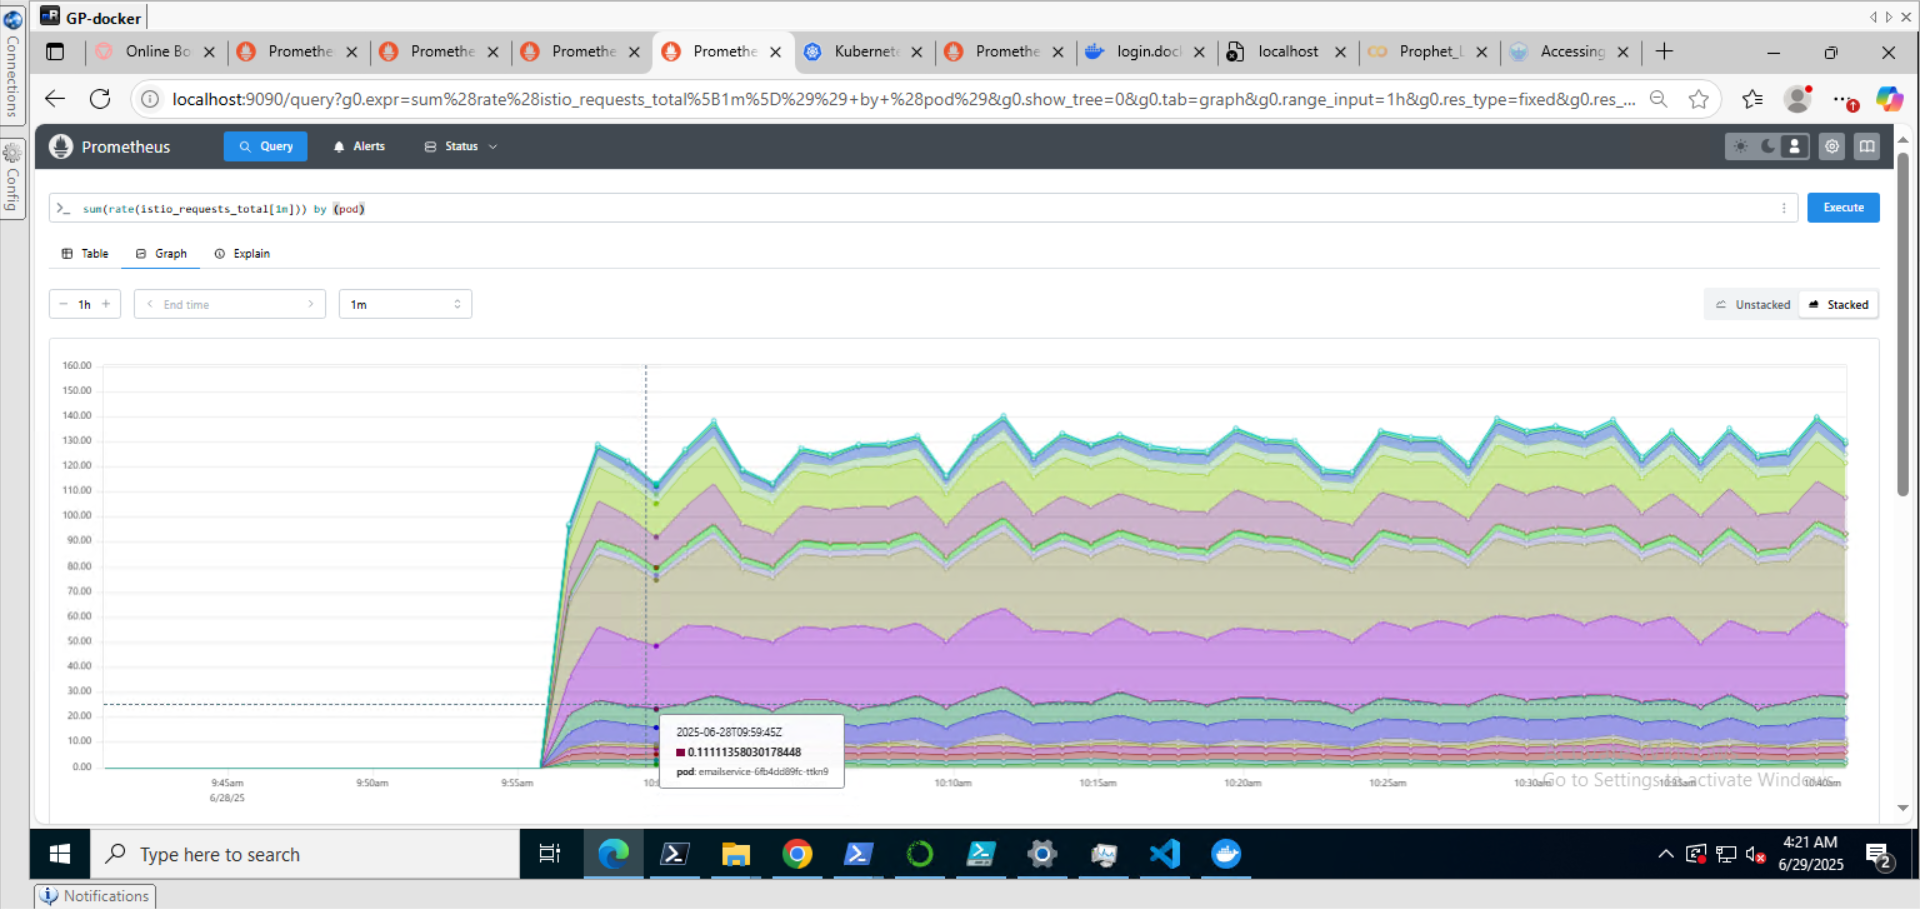 GP-docker
Connections
Config
Online Bo
Promethe
Promethe
Promethe
Promethe
Kubernet
Promethe
login.doc
localhost
Prophet_L
Accessing
localhost:9090/query?g0.expr=sum%28rate%28istio_requests_total%5B1m%5D%29%29+by+%28pod%29&g0.show_tree=0&g0.tab=graph&g0.range_input=1h&g0.res_type=fixed&g0.res_...
Prometheus
Query
Alerts
Status
>_ sum(rate(istio_requests_total[1m])) by (pod)
Execute
Table
Graph
Explain
− 1h +
< End time >
1m
Unstacked
Stacked
160.00
150.00
140.00
130.00
120.00
110.00
100.00
90.00
80.00
70.00
60.00
50.00
40.00
30.00
20.00
10.00
0.00
2025-06-28T09:59:45Z
0.11111358030178448
pod: emailservice-6fb4dd89fc-ttkn9
9:45am
6/28/25
9:50am
9:55am
10:10am
10:15am
10:20am
10:25am
10:30am
10:35am
10:40am
Go to Settings to activate Windows.
Type here to search
4:21 AM
6/29/2025
2
Notifications